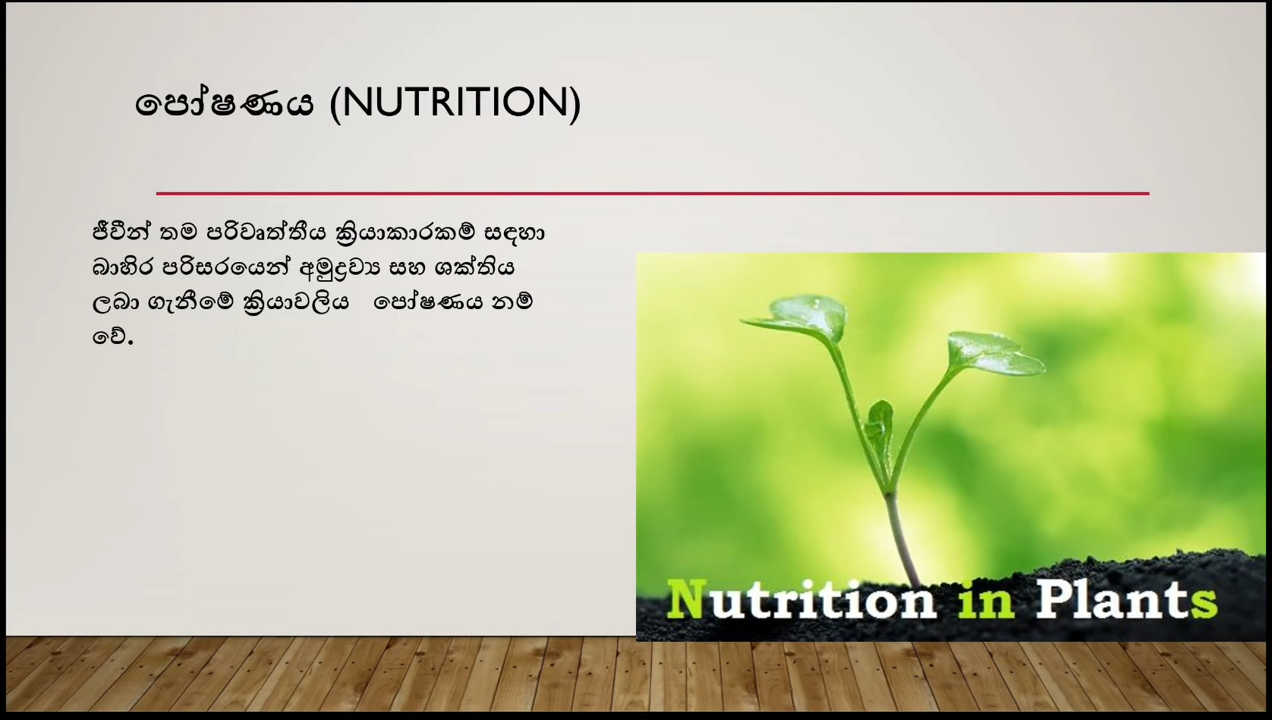 පෝෂණය (NUTRITION)
ජීවීන් තම පරිවෘත්තීය ක්‍රියාකාරකම් සඳහා
බාහිර පරිසරයෙන් අමුද්‍රව්‍ය සහ ශක්තිය
ලබා ගැනීමේ ක්‍රියාවලිය පෝෂණය නම්
වේ.
Nutrition in Plants